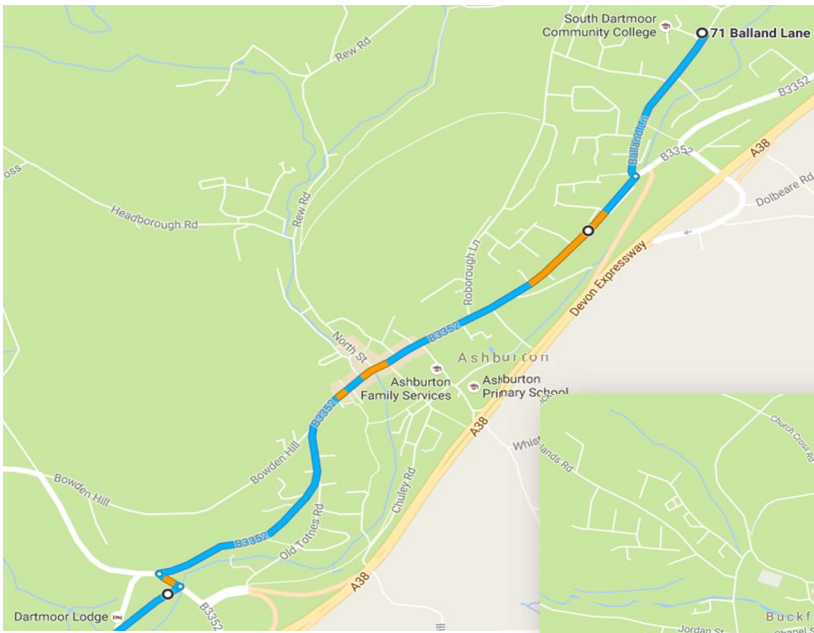 South Dartmoor
Community College
71 Balland Lane
Rew Rd
B3352
Balland Ln
B3352
A38
Dolbeare Rd
Headborough Rd
Rew Rd
Roborough Ln
Devon Expressway
North St
B3352
Ashburton
Ashburton
Family Services
Ashburton
Primary School
B3352
A38
Bowden Hill
Chuley Rd
Bowden Hill
Old Totnes Rd
B3352
A38
Dartmoor Lodge
B3352
Church Cross Rd
Jordan St